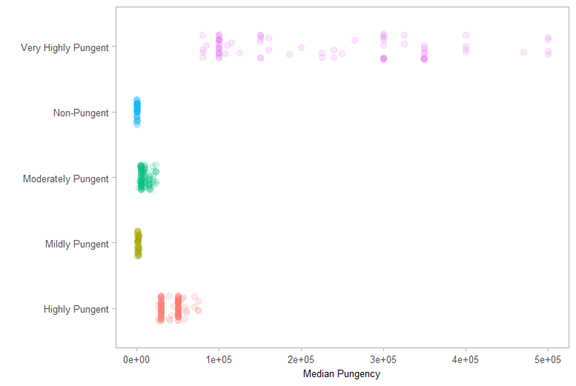 Very Highly Pungent
Non-Pungent
Moderately Pungent
Mildly Pungent
Highly Pungent
0e+00 1e+05 2e+05 3e+05 4e+05 5e+05
Median Pungency